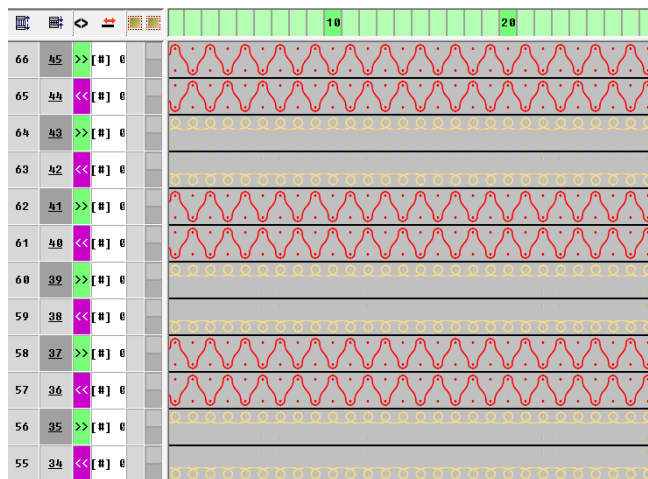 <> 10 20
66 45 >> [#] 0
65 44 << [#] 0
64 43 >> [#] 0
63 42 << [#] 0
62 41 >> [#] 0
61 40 << [#] 0
60 39 >> [#] 0
59 38 << [#] 0
58 37 >> [#] 0
57 36 << [#] 0
56 35 >> [#] 0
55 34 << [#] 0